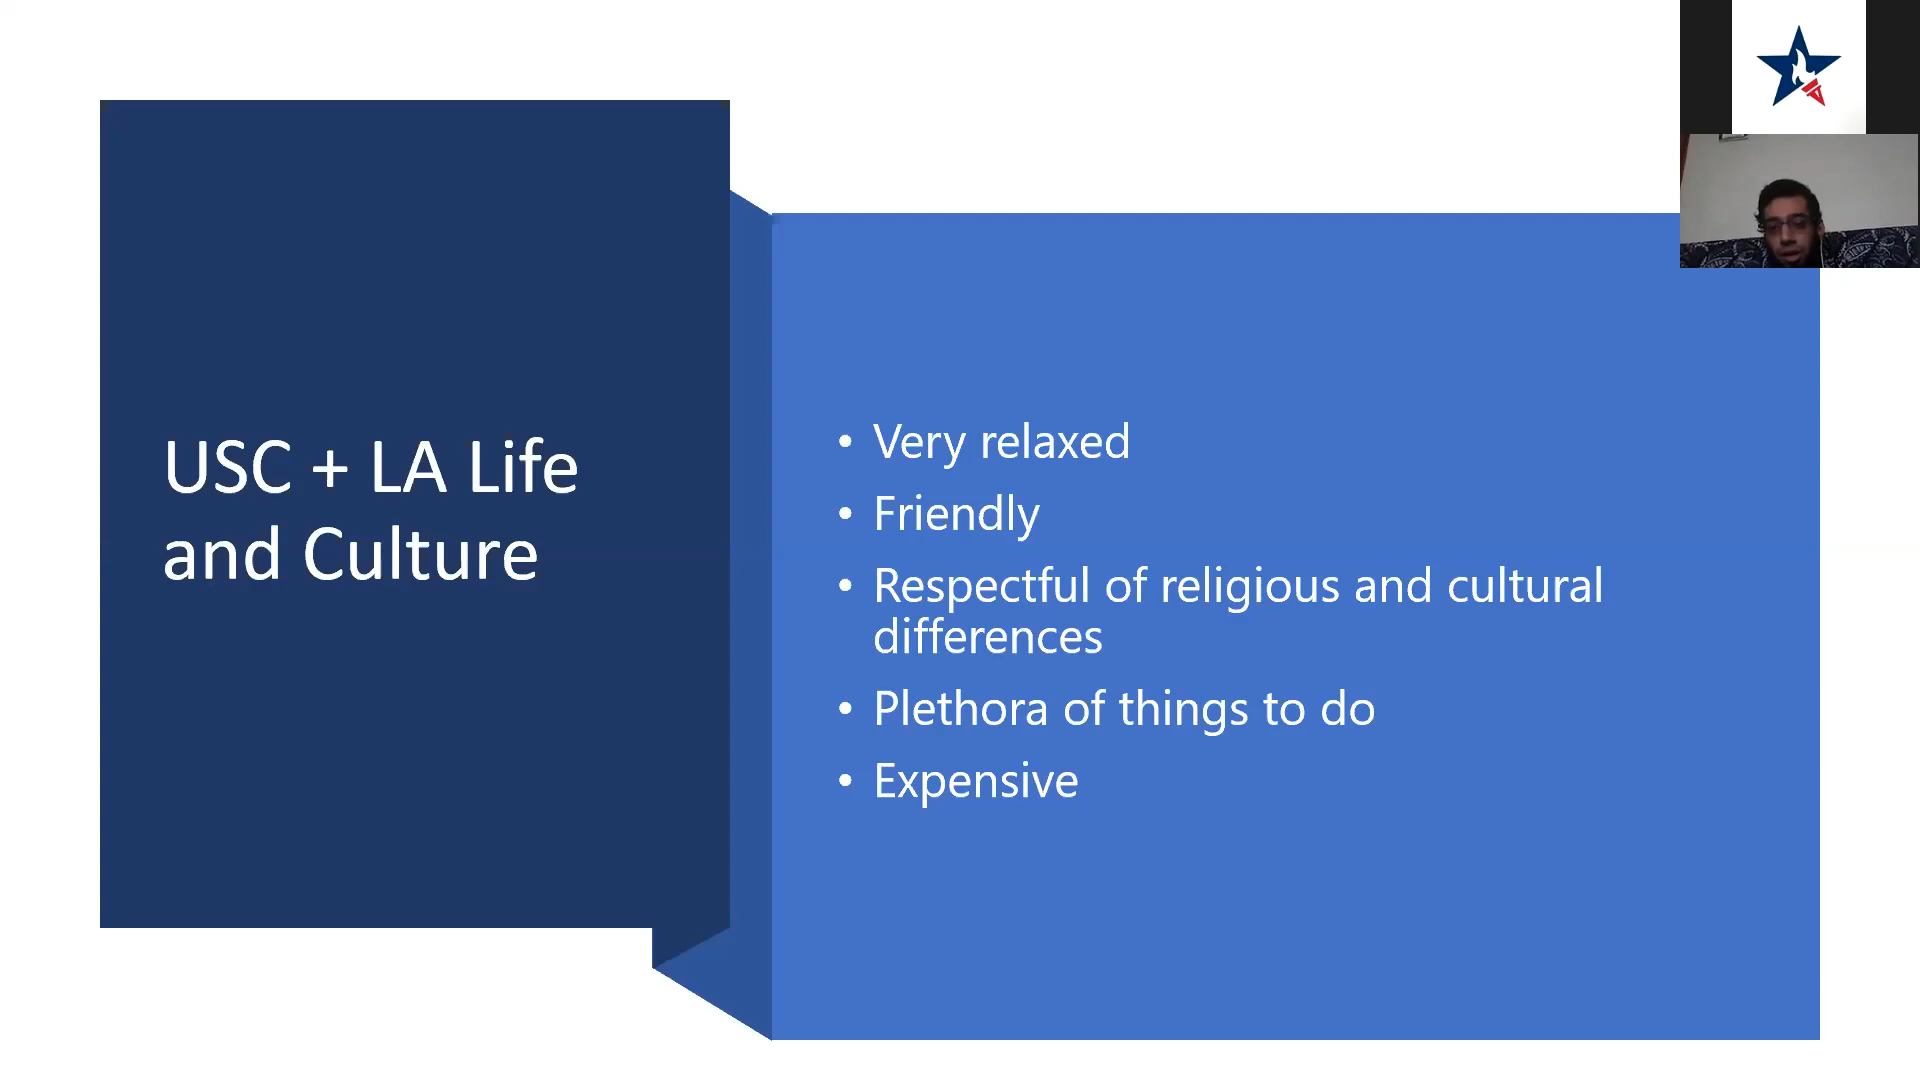 USC + LA Life
and Culture
• Very relaxed
• Friendly
• Respectful of religious and cultural
differences
• Plethora of things to do
• Expensive